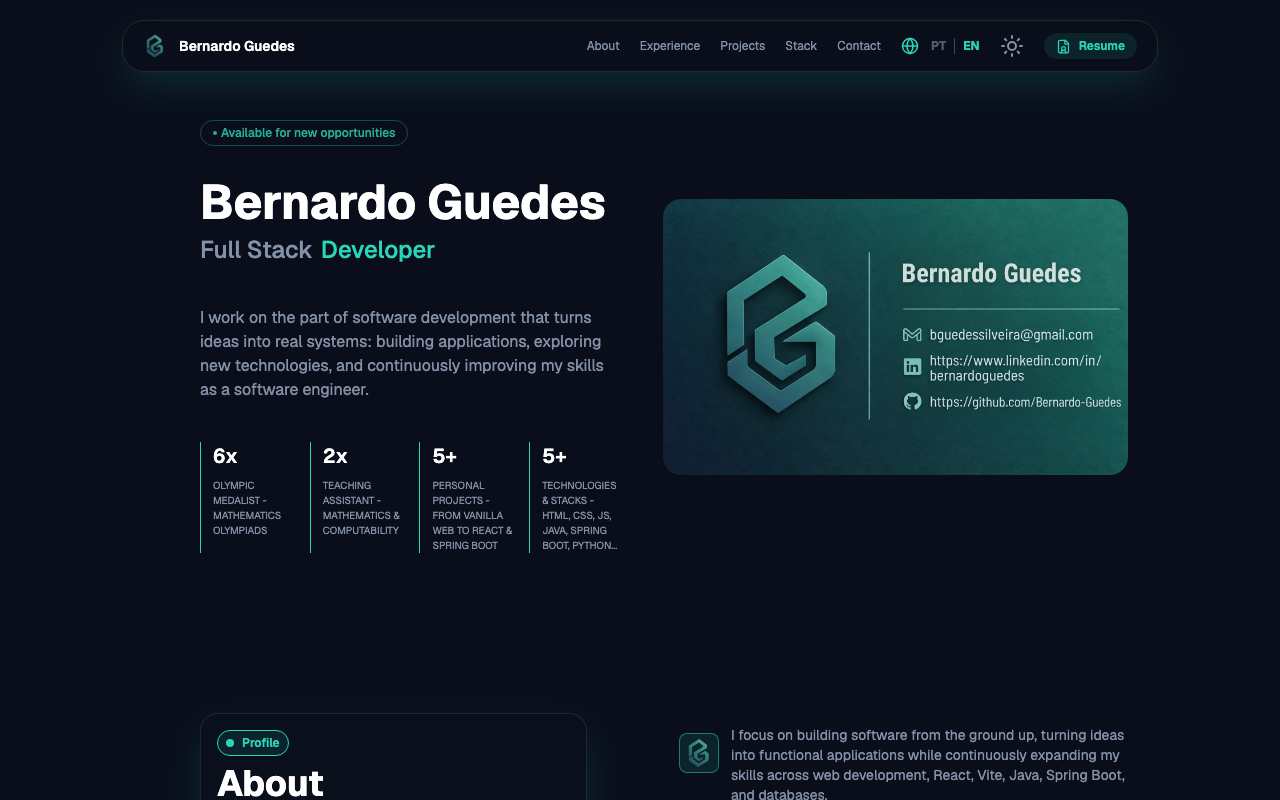 Bernardo Guedes
About
Experience
Projects
Stack
Contact
PT
EN
Resume
Available for new opportunities
Bernardo Guedes
Full Stack Developer
I work on the part of software development that turns
ideas into real systems: building applications, exploring
new technologies, and continuously improving my skills
as a software engineer.
6x
OLYMPIC
MEDALIST -
MATHEMATICS
OLYMPIADS
2x
TEACHING
ASSISTANT -
MATHEMATICS &
COMPUTABILITY
5+
PERSONAL
PROJECTS -
FROM VANILLA
WEB TO REACT &
SPRING BOOT
5+
TECHNOLOGIES
& STACKS -
HTML, CSS, JS,
JAVA, SPRING
BOOT, PYTHON...
Bernardo Guedes
bguedessilveira@gmail.com
https://www.linkedin.com/in/
bernardoguedes
https://github.com/Bernardo-Guedes
Profile
About
I focus on building software from the ground up, turning ideas
into functional applications while continuously expanding my
skills across web development, React, Vite, Java, Spring Boot,
and databases.